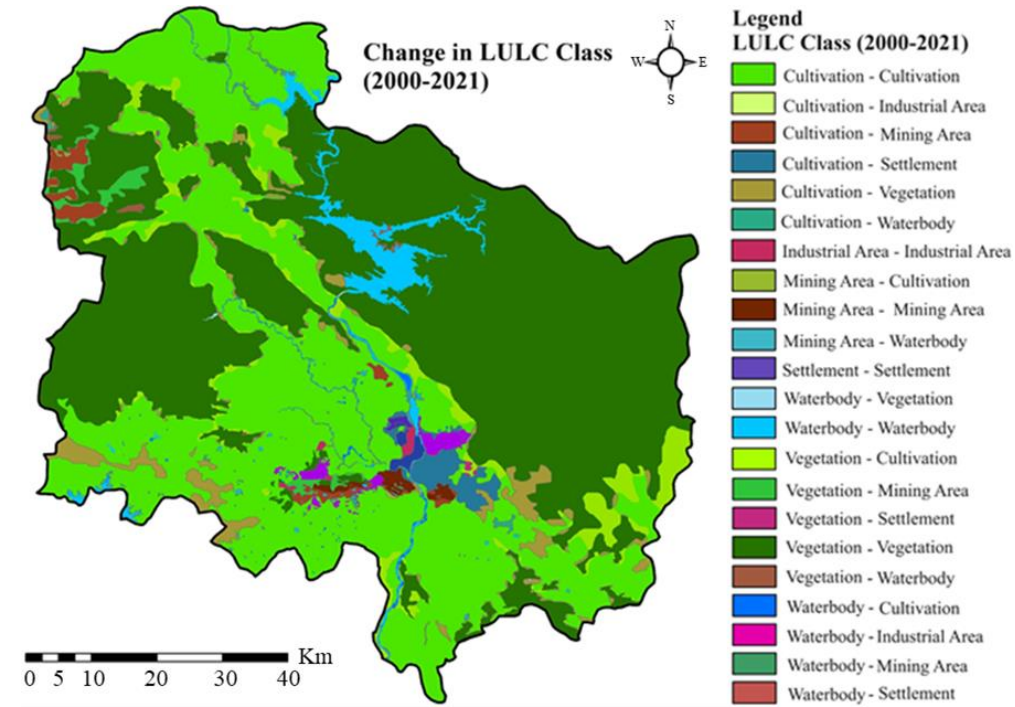 Change in LULC Class
(2000-2021)
N
W
E
S
Legend
LULC Class (2000-2021)
Cultivation - Cultivation
Cultivation - Industrial Area
Cultivation - Mining Area
Cultivation - Settlement
Cultivation - Vegetation
Cultivation - Waterbody
Industrial Area - Industrial Area
Mining Area - Cultivation
Mining Area - Mining Area
Mining Area - Waterbody
Settlement - Settlement
Waterbody - Vegetation
Waterbody - Waterbody
Vegetation - Cultivation
Vegetation - Mining Area
Vegetation - Settlement
Vegetation - Vegetation
Vegetation - Waterbody
Waterbody - Cultivation
Waterbody - Industrial Area
Waterbody - Mining Area
Waterbody - Settlement
Km
0 5 10 20 30 40